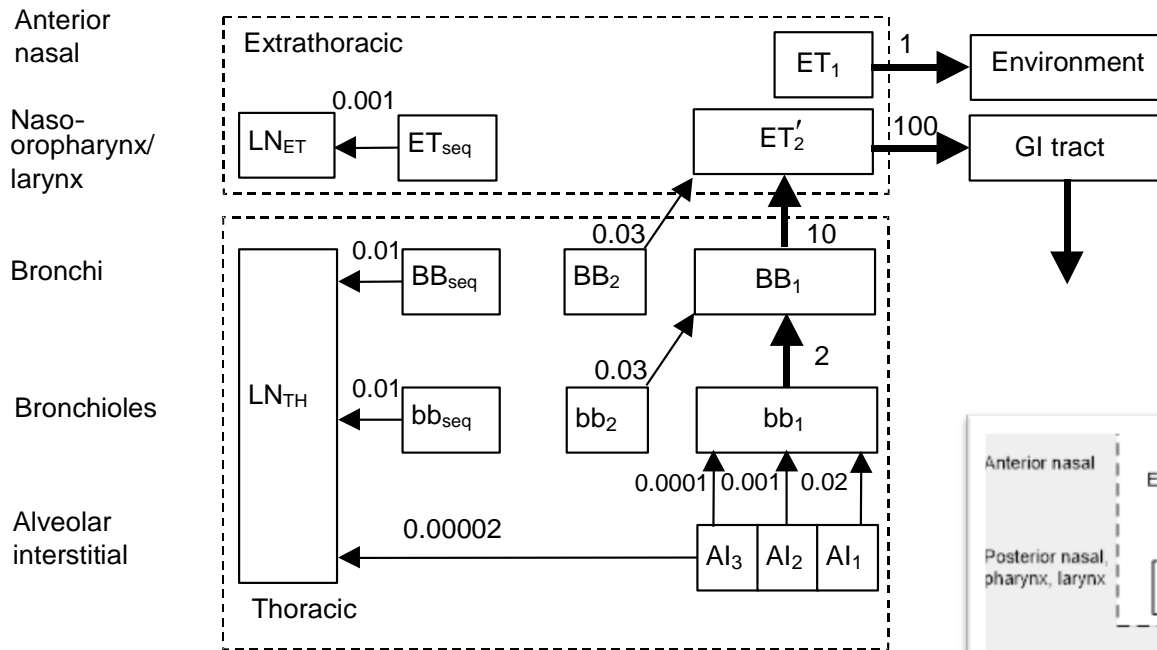 Anterior
nasal
Extrathoracic
ET1
1
Environment
Naso-
oropharynx/
larynx
LNET
0.001
ETseq
ET′2
100
GI tract
Bronchi
0.01
BBseq
0.03
BB2
10
BB1
Bronchioles
LNTH
0.01
bbseq
0.03
bb2
2
bb1
Alveolar
interstitial
0.00002
0.0001
0.001
0.02
AI3
AI2
AI1
Thoracic
Anterior nasal
E
Posterior nasal,
pharynx, larynx